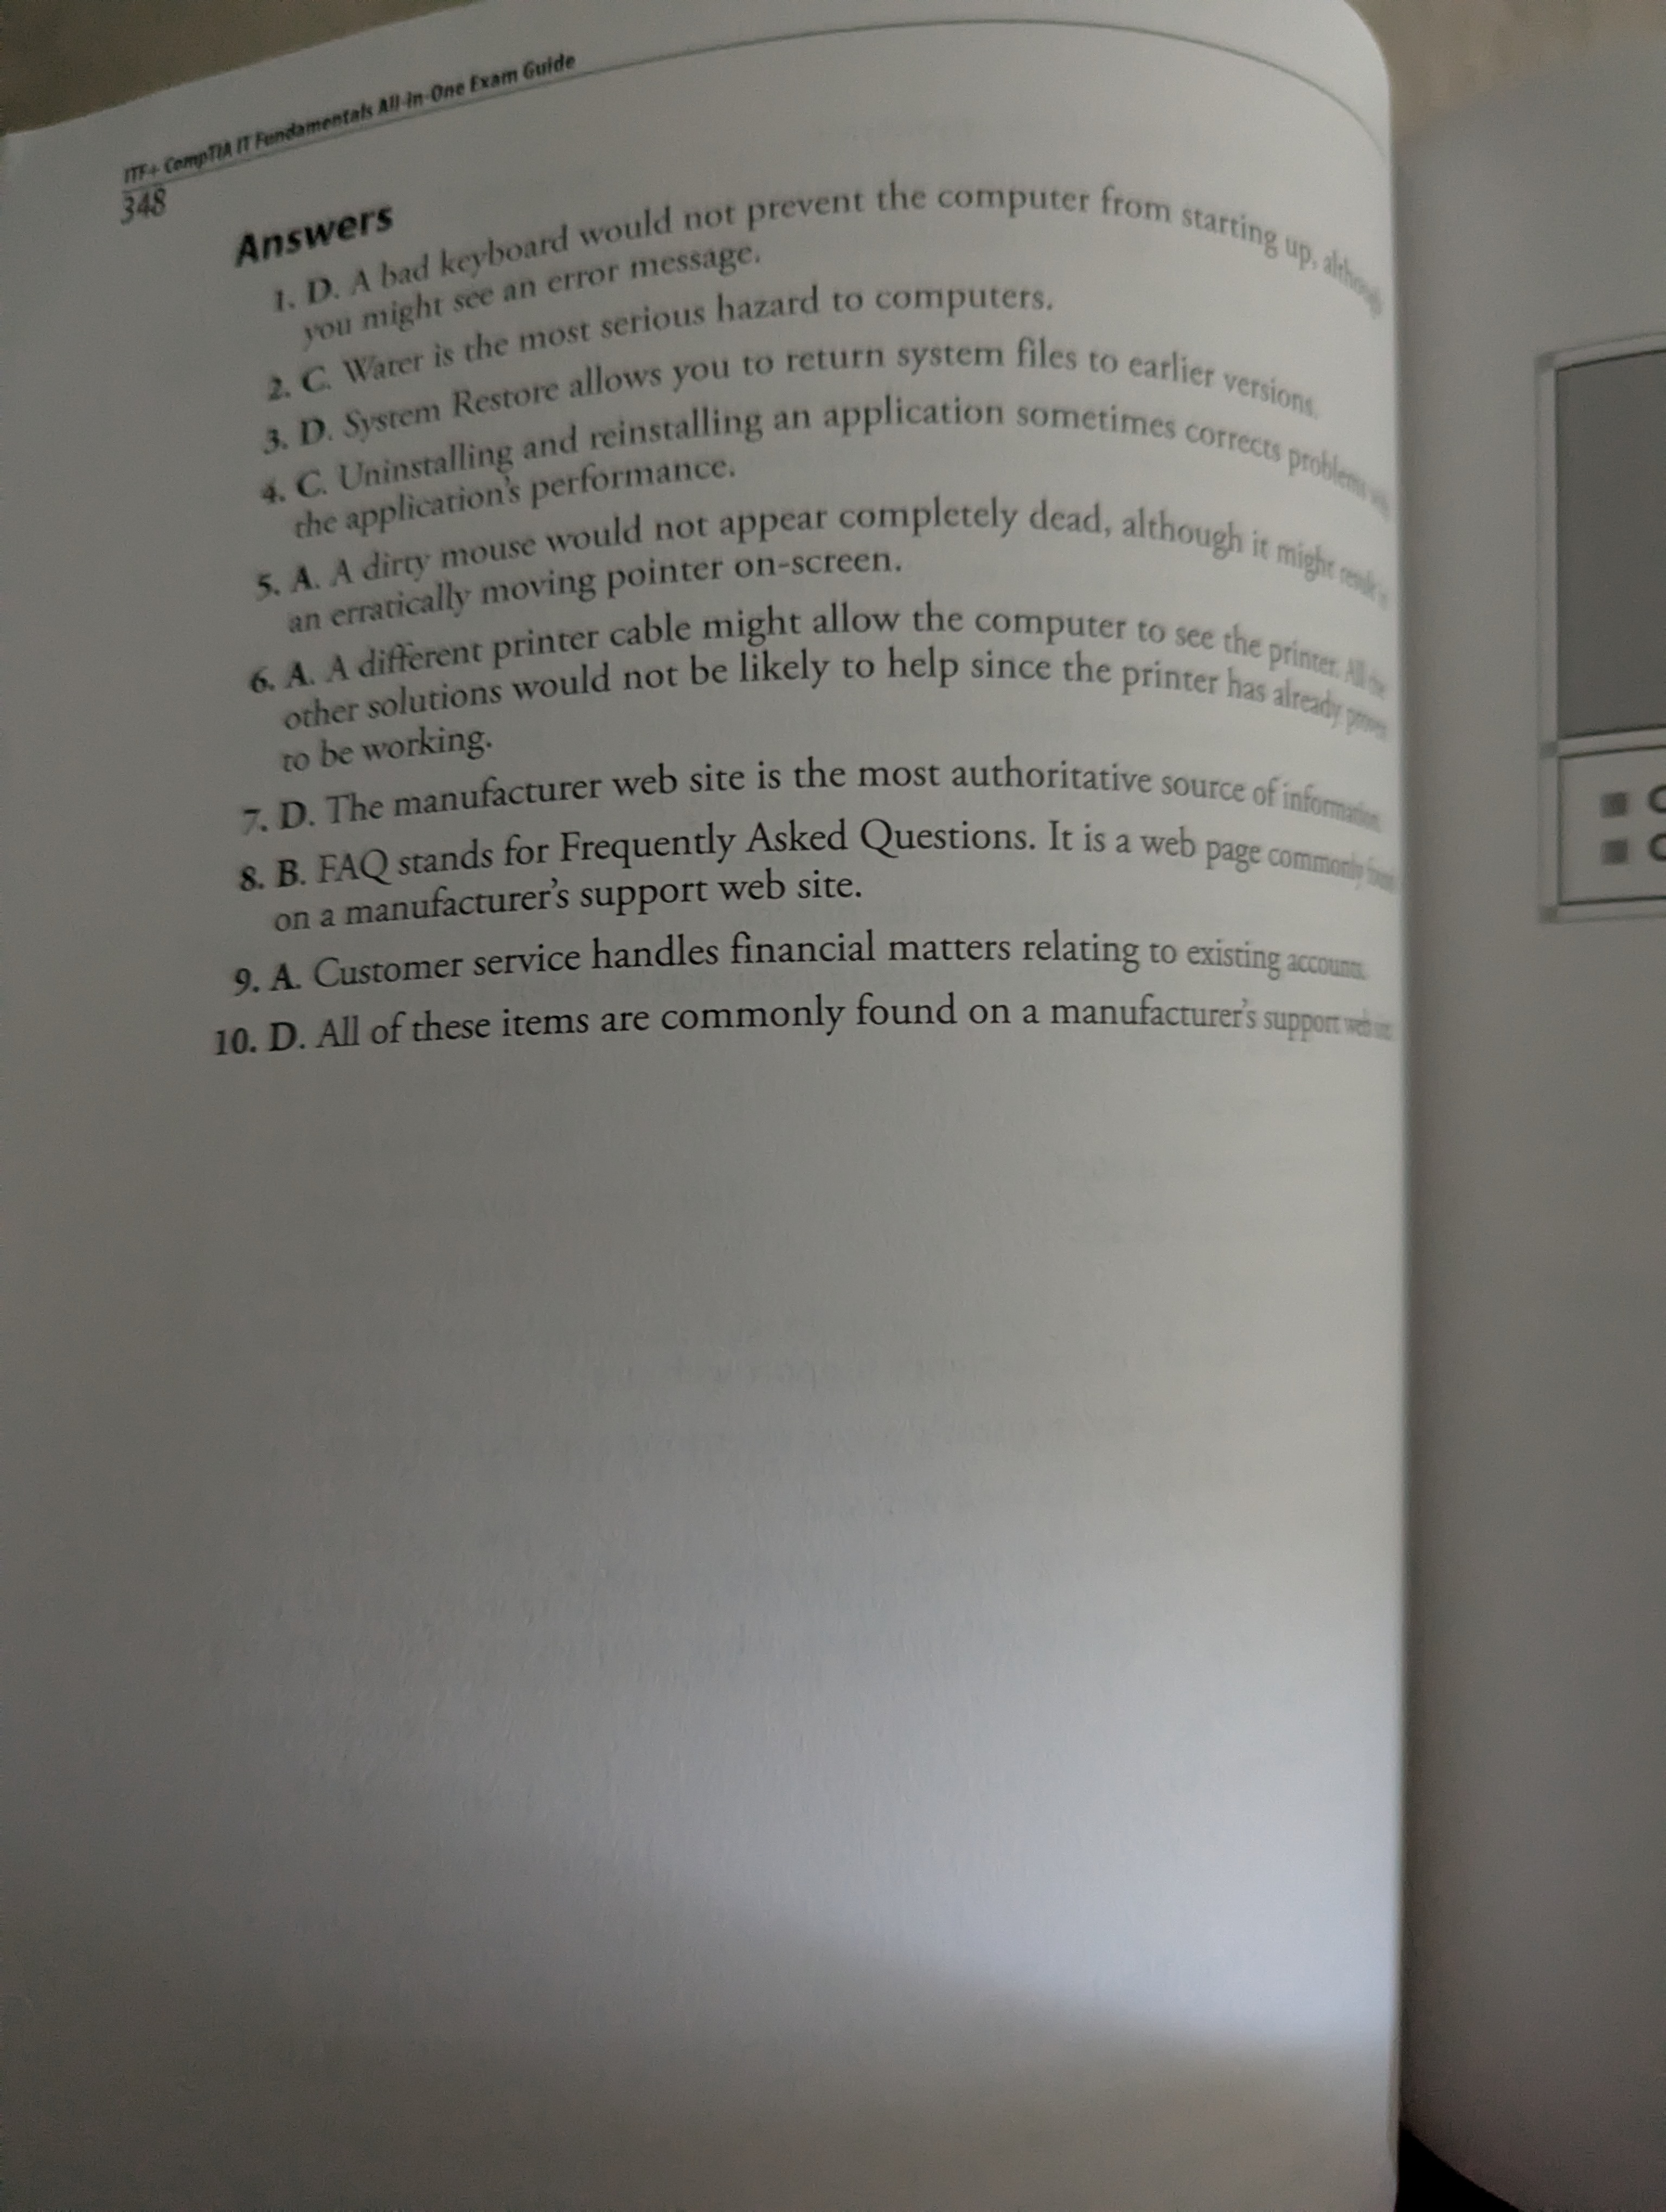 ITF+ CompTIA IT Fundamentals All-in-One Exam Guide
348
Answers
1. D. A bad keyboard would not prevent the computer from starting up, although
you might see an error message.
2. C. Water is the most serious hazard to computers.
3. D. System Restore allows you to return system files to earlier versions.
4. C. Uninstalling and reinstalling an application sometimes corrects problems with
the application's performance.
5. A. A dirty mouse would not appear completely dead, although it might result in
an erratically moving pointer on-screen.
6. A. A different printer cable might allow the computer to see the printer. All the
other solutions would not be likely to help since the printer has already
to be working.
7. D. The manufacturer web site is the most authoritative source of information.
8. B. FAQ stands for Frequently Asked Questions. It is a web page commonly found
on a manufacturer's support web site.
9. A. Customer service handles financial matters relating to existing accounts.
10. D. All of these items are commonly found on a manufacturer's support web site.